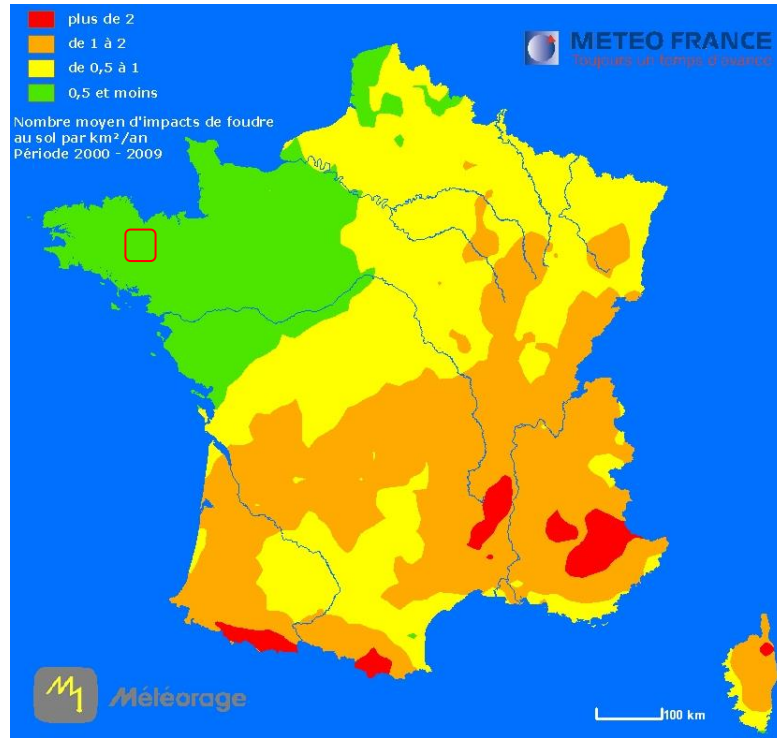 plus de 2
de 1 à 2
de 0,5 à 1
0,5 et moins
Nombre moyen d'impacts de foudre
au sol par km²/an
Période 2000 - 2009
METEO FRANCE
Toujours un temps d'avance
Météorage
100 km